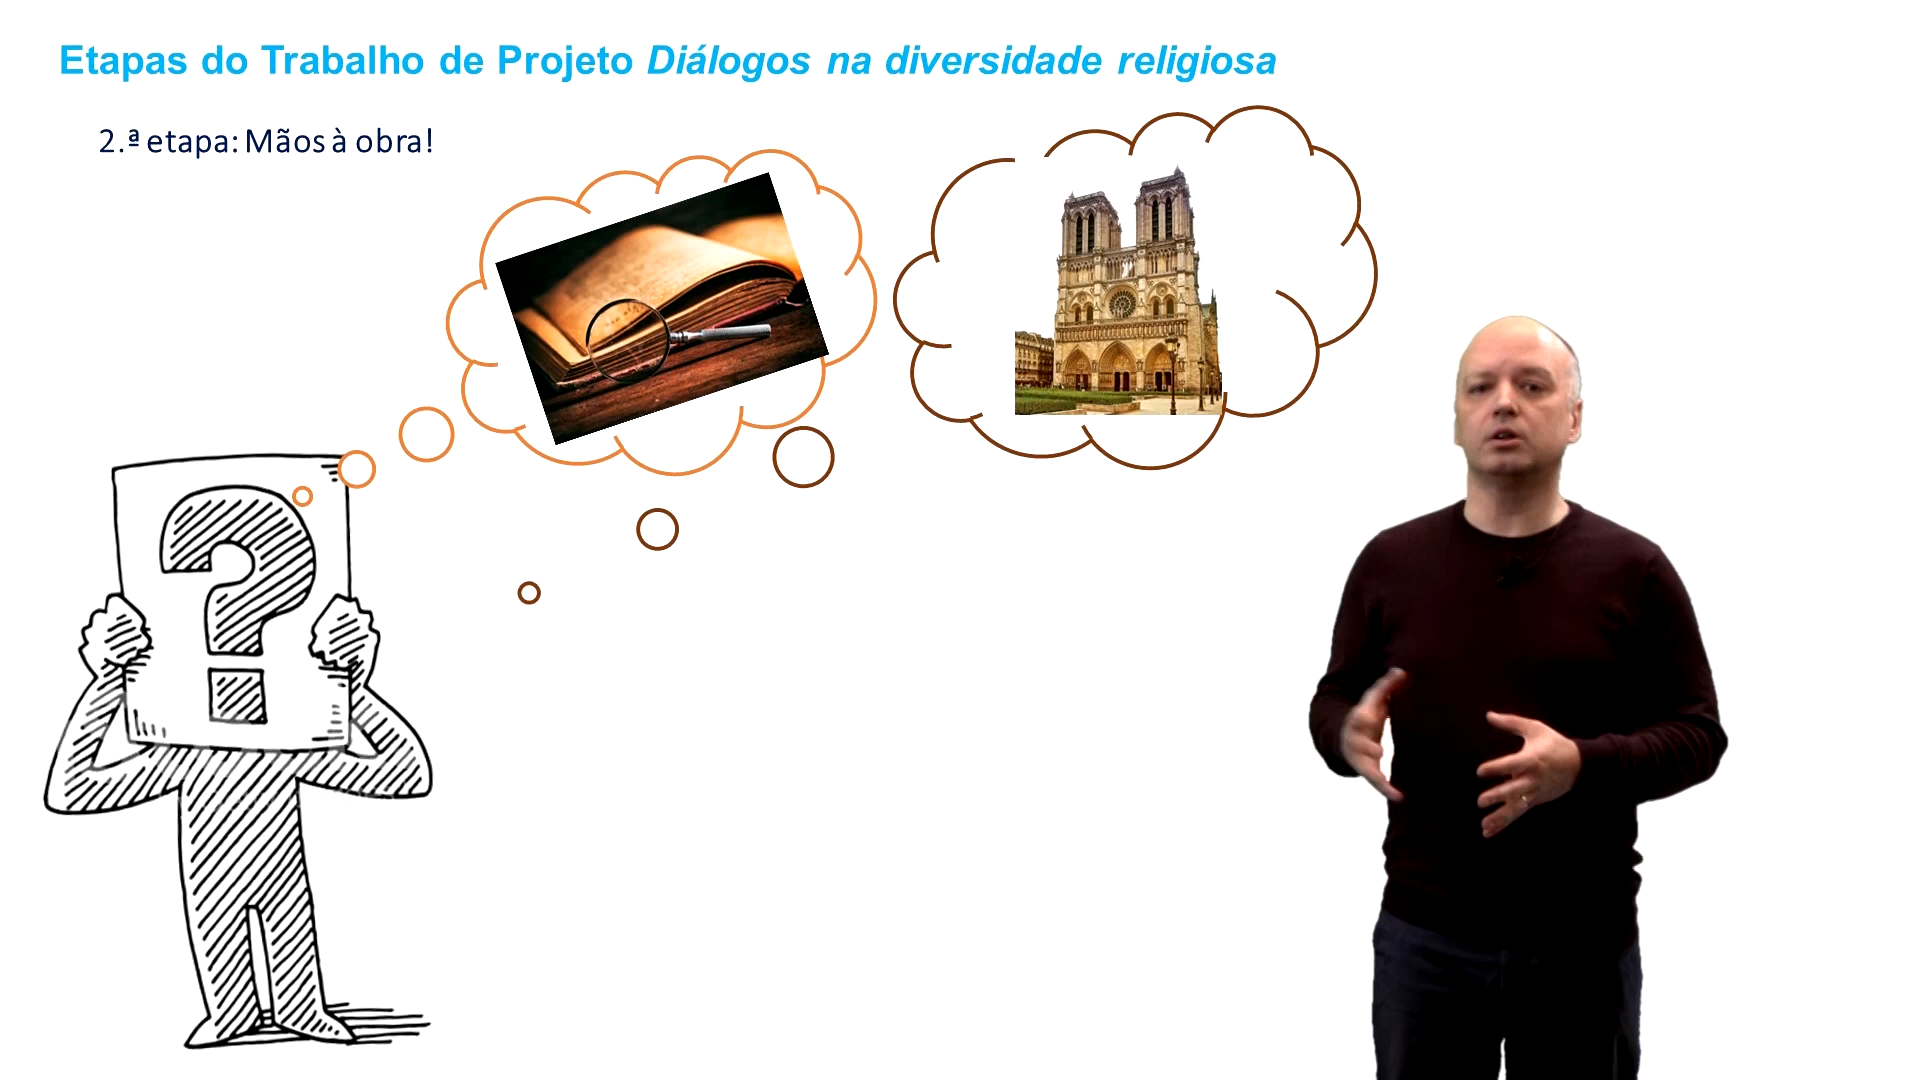 Etapas do Trabalho de Projeto Diálogos na diversidade religiosa
2.ª etapa: Mãos à obra!
?